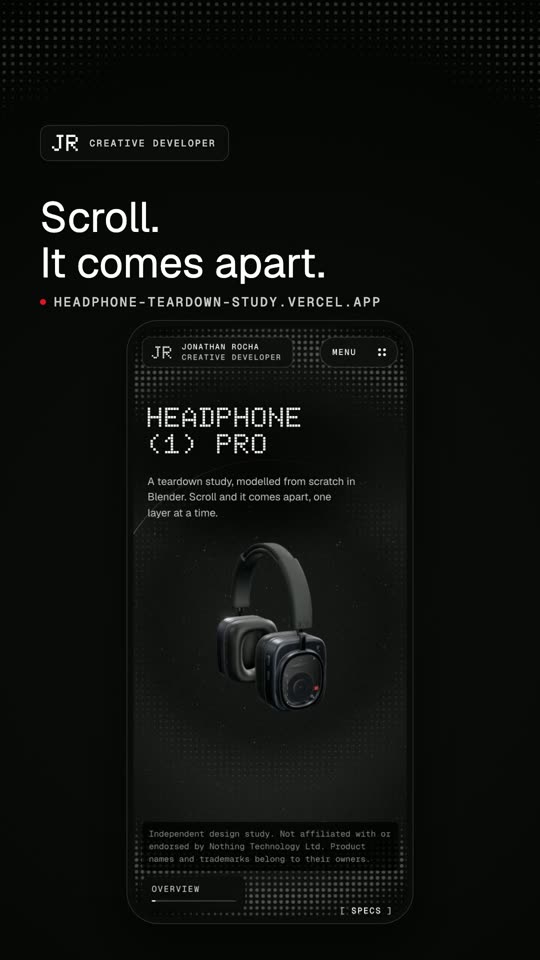 JR CREATIVE DEVELOPER
Scroll.
It comes apart.
HEADPHONE-TEARDOWN-STUDY.VERCEL.APP
JR
JONATHAN ROCHA
CREATIVE DEVELOPER
MENU
HEADPHONE
(1) PRO
A teardown study, modelled from scratch in
Blender. Scroll and it comes apart, one
layer at a time.
Independent design study. Not affiliated with or
endorsed by Nothing Technology Ltd. Product
names and trademarks belong to their owners.
OVERVIEW
[ SPECS ]